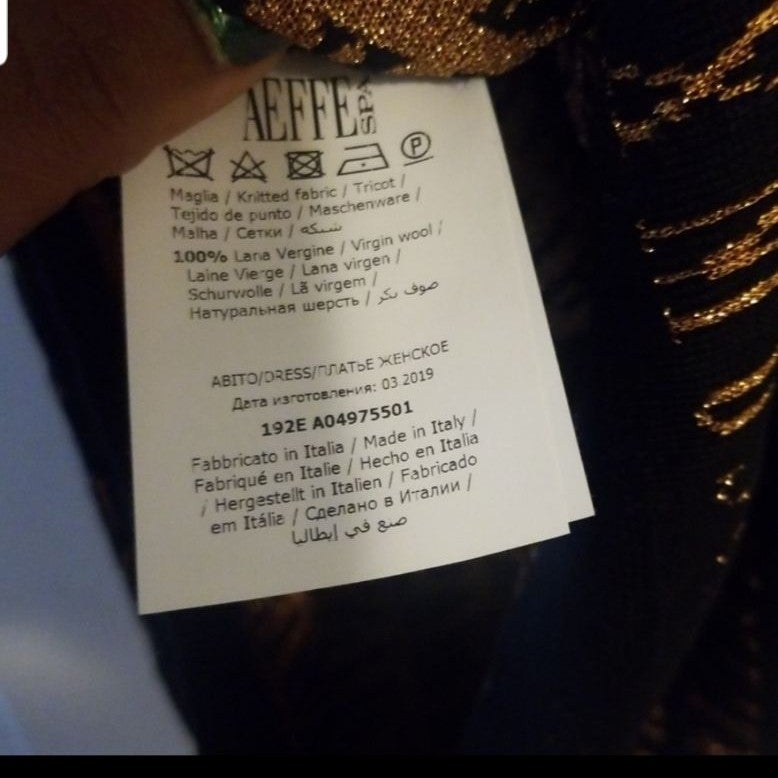 AEFFE SPA
P
Maglia / Knitted fabric / Tricot /
Tejido de punto / Maschenware /
Malha / Сетки / شبكة
100% Lana Vergine / Virgin wool /
Laine Vierge / Lana virgen /
Schurwolle / Lã virgem /
Натуральная шерсть / صوف بكر
ABITO/DRESS/ПЛАТЬЕ ЖЕНСКОЕ
Дата изготовления: 03 2019
192E A04975501
Fabbricato in Italia / Made in Italy /
Fabriqué en Italie / Hecho en Italia
/ Hergestellt in Italien / Fabricado
em Itália / Сделано в Италии /
صنع في إيطاليا